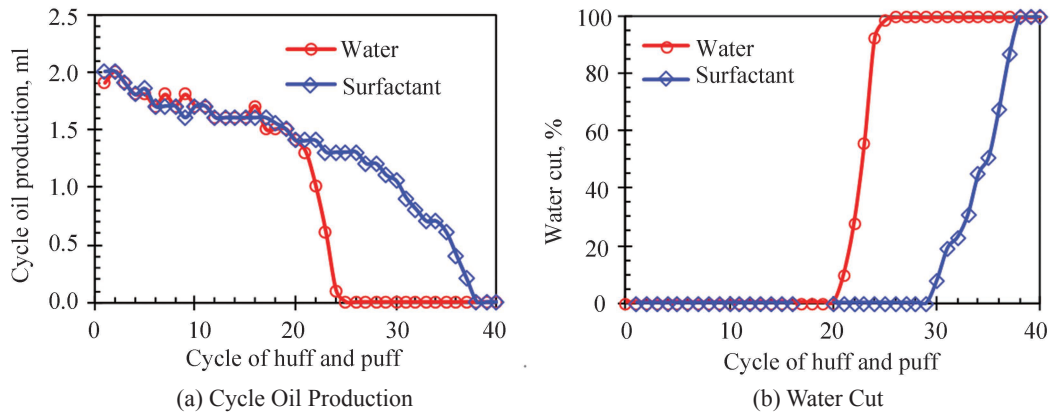 2.5
2.0
1.5
1.0
0.5
0.0
0 10 20 30 40
Cycle oil production, ml
Water
Surfactant
Cycle of huff and puff
(a) Cycle Oil Production
100
80
60
40
20
0
0 10 20 30 40
Water cut, %
Water
Surfactant
Cycle of huff and puff
(b) Water Cut